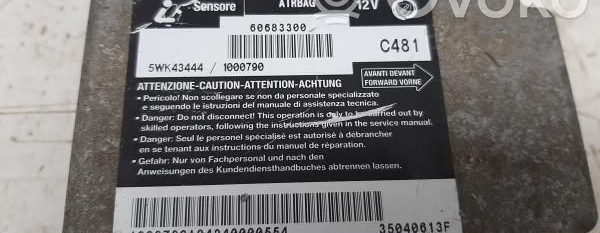 Sensore AIRBAG 12V
OVOKO
60683300
5WK43444 / 1000790
C481
ATTENZIONE-CAUTION-ATTENTION-ACHTUNG
AVANTI DEVANT
FORWARD VORNE
• Pericolo! Non scollegare se non da personale specializzato
e seguendo le istruzioni del manuale di assistenza tecnica.
• Danger: Do not disconnect! This operation is only to be carried out by
skilled operators, following the instructions given in the service manual.
• Danger: Seul le personnel spécialisé est autorisé à débrancher
en se tenant aux instructions du manuel de réparation.
• Gefahr: Nur von Fachpersonal und nach den
Anweisungen des Kundendiensthandbuches abtrennen lassen.
35040613F